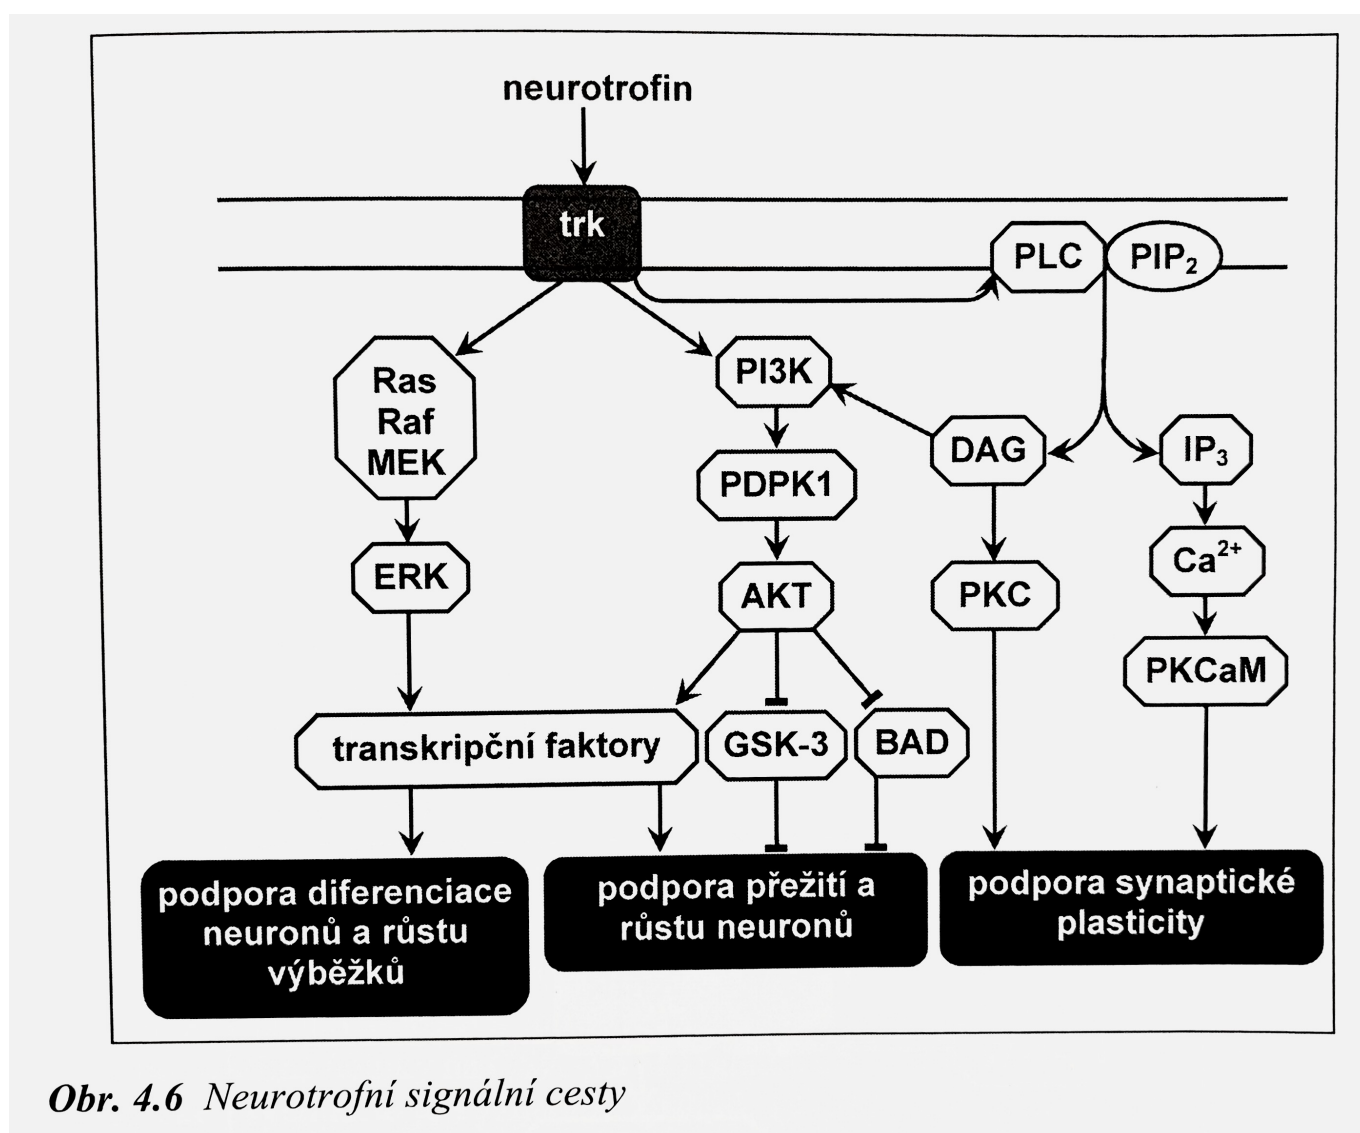 neurotrofin
trk
PLC
PIP₂
Ras
Raf
MEK
PI3K
DAG
IP₃
PDPK1
ERK
AKT
PKC
Ca²⁺
PKCaM
transkripční faktory
GSK-3
BAD
podpora diferenciace
neuronů a růstu
výběžků
podpora přežití a
růstu neuronů
podpora synaptické
plasticity
Obr. 4.6 Neurotrofní signální cesty